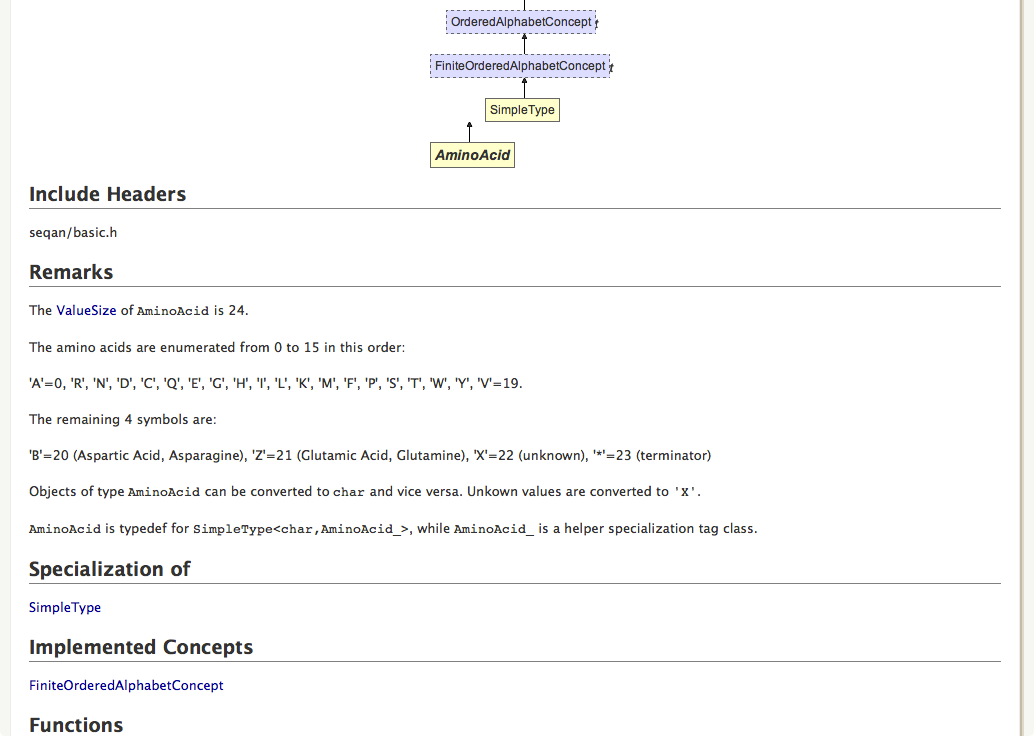 OrderedAlphabetConcept
FiniteOrderedAlphabetConcept
SimpleType
AminoAcid
Include Headers
seqan/basic.h
Remarks
The ValueSize of AminoAcid is 24.
The amino acids are enumerated from 0 to 15 in this order:
'A'=0, 'R', 'N', 'D', 'C', 'Q', 'E', 'G', 'H', 'I', 'L', 'K', 'M', 'F', 'P', 'S', 'T', 'W', 'Y', 'V'=19.
The remaining 4 symbols are:
'B'=20 (Aspartic Acid, Asparagine), 'Z'=21 (Glutamic Acid, Glutamine), 'X'=22 (unknown), '*'=23 (terminator)
Objects of type AminoAcid can be converted to char and vice versa. Unkown values are converted to 'X'.
AminoAcid is typedef for SimpleType<char,AminoAcid_>, while AminoAcid_ is a helper specialization tag class.
Specialization of
SimpleType
Implemented Concepts
FiniteOrderedAlphabetConcept
Functions